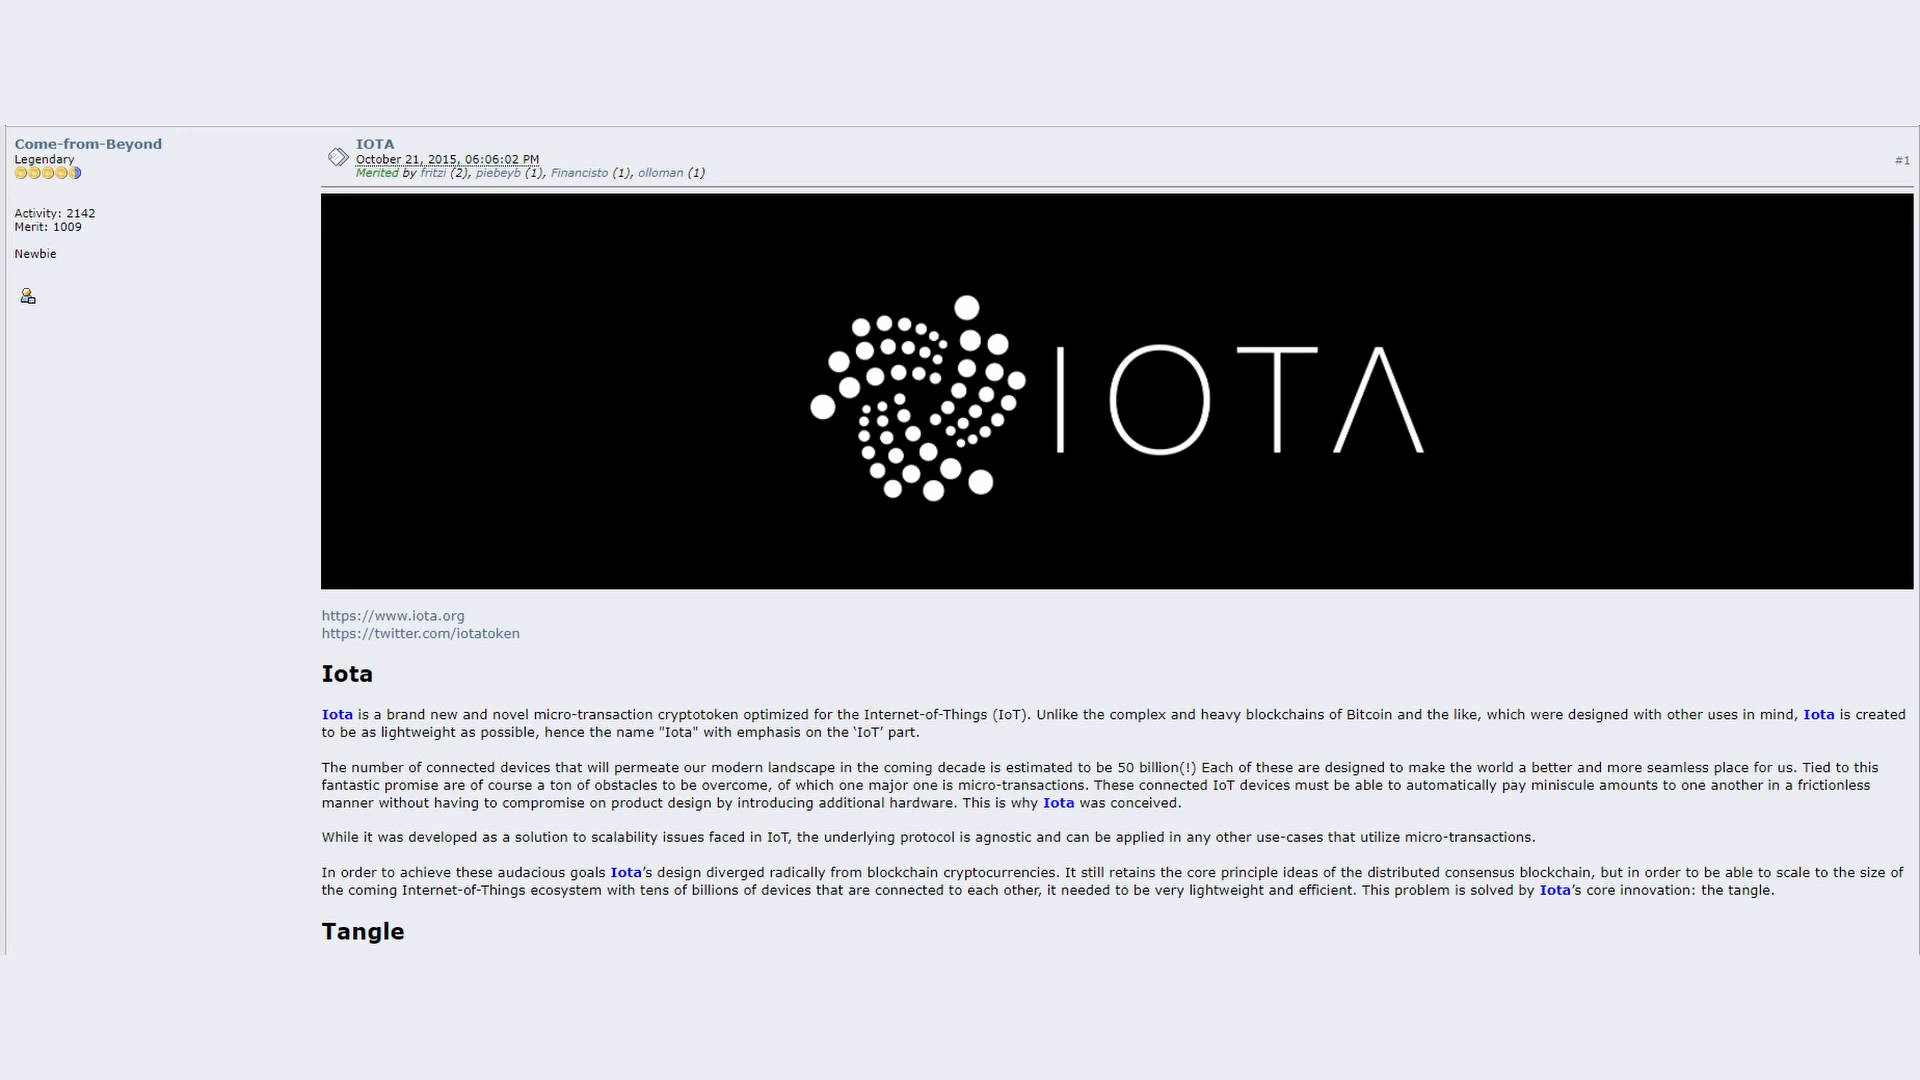 Come-from-Beyond
Legendary
Activity: 2142
Merit: 1009
Newbie
IOTA
October 21, 2015, 06:06:02 PM
Merited by fritzi (2), piebeyb (1), Financisto (1), olloman (1)
#1
IOTA
https://www.iota.org
https://twitter.com/iotatoken
Iota
Iota is a brand new and novel micro-transaction cryptotoken optimized for the Internet-of-Things (IoT). Unlike the complex and heavy blockchains of Bitcoin and the like, which were designed with other uses in mind, Iota is created
to be as lightweight as possible, hence the name "Iota" with emphasis on the ‘IoT’ part.
The number of connected devices that will permeate our modern landscape in the coming decade is estimated to be 50 billion(!) Each of these are designed to make the world a better and more seamless place for us. Tied to this
fantastic promise are of course a ton of obstacles to be overcome, of which one major one is micro-transactions. These connected IoT devices must be able to automatically pay miniscule amounts to one another in a frictionless
manner without having to compromise on product design by introducing additional hardware. This is why Iota was conceived.
While it was developed as a solution to scalability issues faced in IoT, the underlying protocol is agnostic and can be applied in any other use-cases that utilize micro-transactions.
In order to achieve these audacious goals Iota’s design diverged radically from blockchain cryptocurrencies. It still retains the core principle ideas of the distributed consensus blockchain, but in order to be able to scale to the size of
the coming Internet-of-Things ecosystem with tens of billions of devices that are connected to each other, it needed to be very lightweight and efficient. This problem is solved by Iota’s core innovation: the tangle.
Tangle